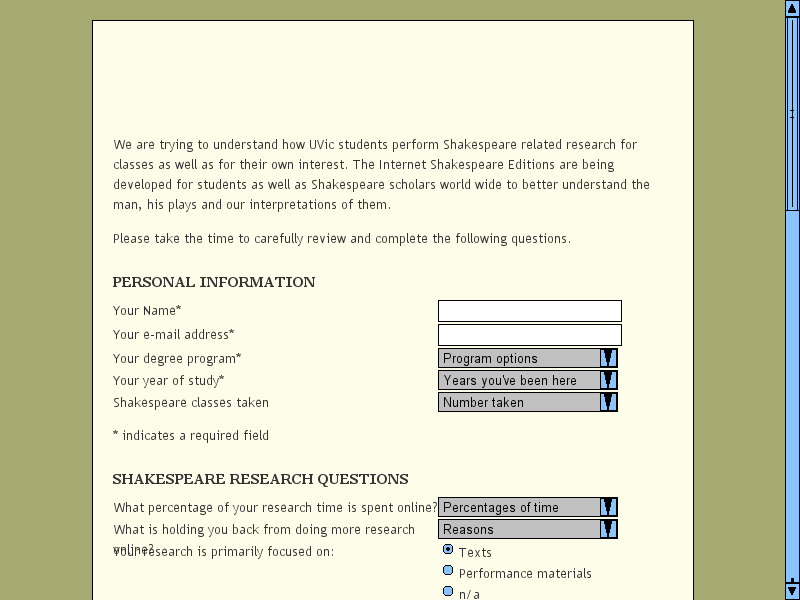 We are trying to understand how UVic students perform Shakespeare related research for
classes as well as for their own interest. The Internet Shakespeare Editions are being
developed for students as well as Shakespeare scholars world wide to better understand the
man, his plays and our interpretations of them.
Please take the time to carefully review and complete the following questions.
PERSONAL INFORMATION
Your Name*
Your e-mail address*
Your degree program* Program options
Your year of study* Years you've been here
Shakespeare classes taken Number taken
* indicates a required field
SHAKESPEARE RESEARCH QUESTIONS
What percentage of your research time is spent online? Percentages of time
What is holding you back from doing more research Reasons
online?
Your research is primarily focused on: Texts
Performance materials
n/a